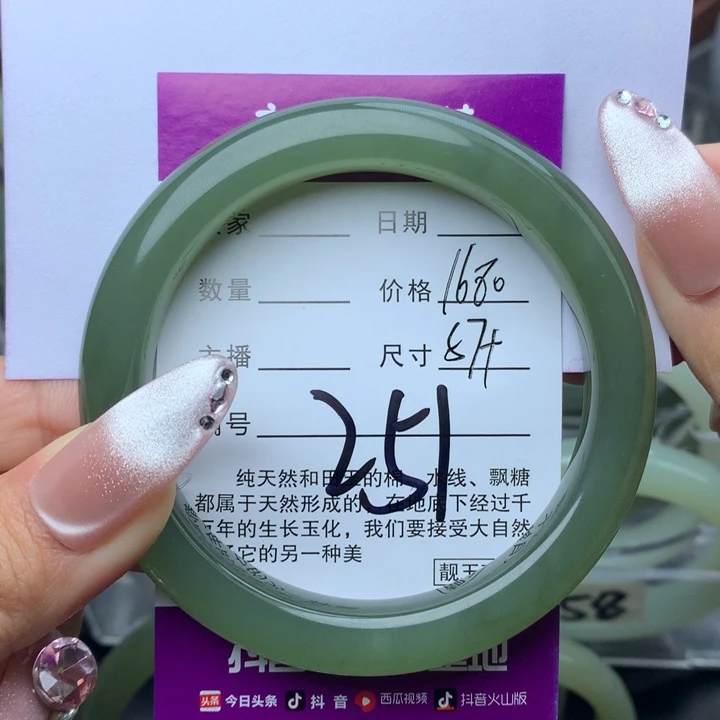 家 日期
数量 价格 1680
主播 尺寸 57+
号
251
纯天然和田玉的棉、水线、飘糖
都属于天然形成的，在地底下经过千
百年的生长玉化，我们要接受大自然
它的另一种美
靓玉
58
今日头条 抖音 西瓜视频 抖音火山版